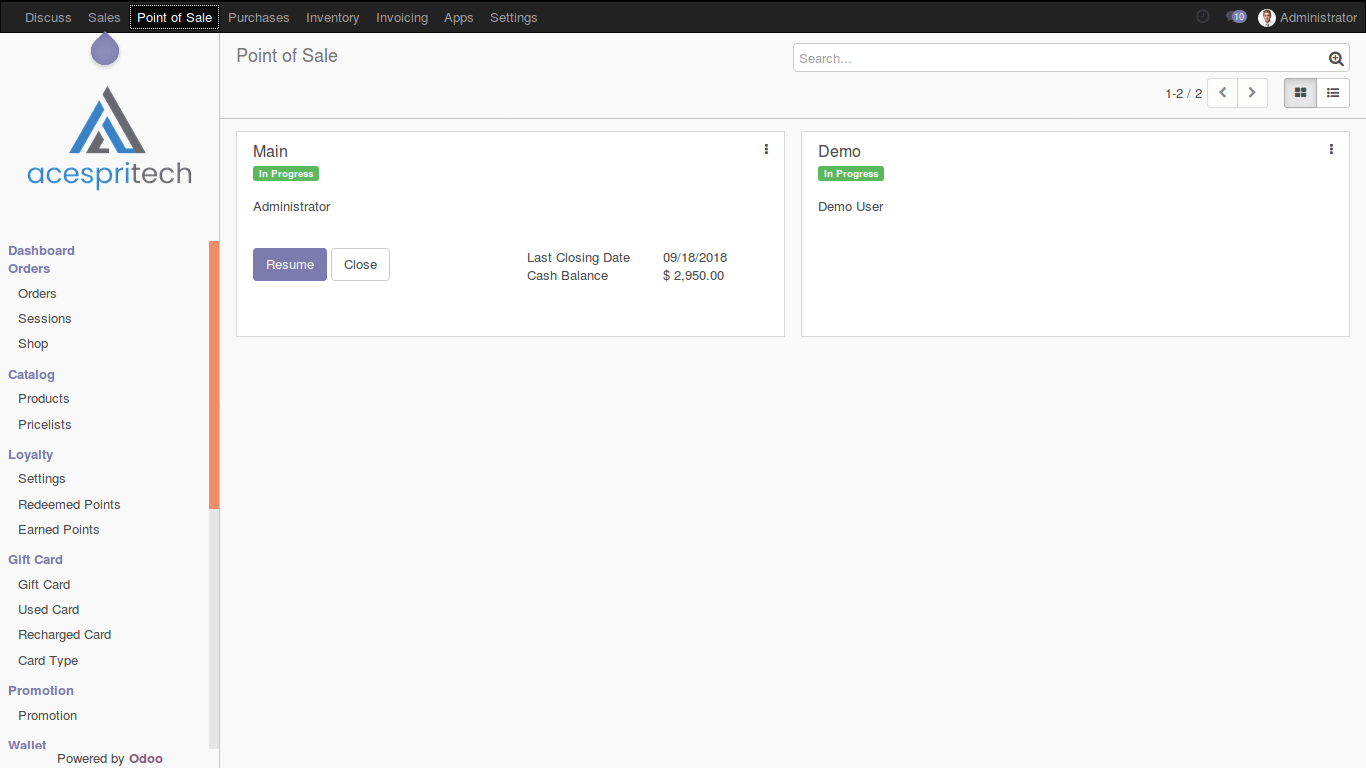 Discuss Sales Point of Sale Purchases Inventory Invoicing Apps Settings 10 Administrator
acespritech
Dashboard
Orders
Orders
Sessions
Shop
Catalog
Products
Pricelists
Loyalty
Settings
Redeemed Points
Earned Points
Gift Card
Gift Card
Used Card
Recharged Card
Card Type
Promotion
Promotion
Wallet
Powered by Odoo
Point of Sale
Search...
1-2 / 2
Main
In Progress
Administrator
Resume Close
Last Closing Date 09/18/2018
Cash Balance $ 2,950.00
Demo
In Progress
Demo User